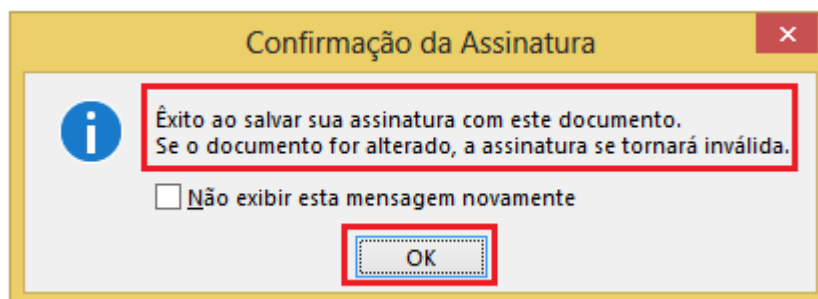 Confirmação da Assinatura
Êxito ao salvar sua assinatura com este documento.
Se o documento for alterado, a assinatura se tornará inválida.
Não exibir esta mensagem novamente
OK